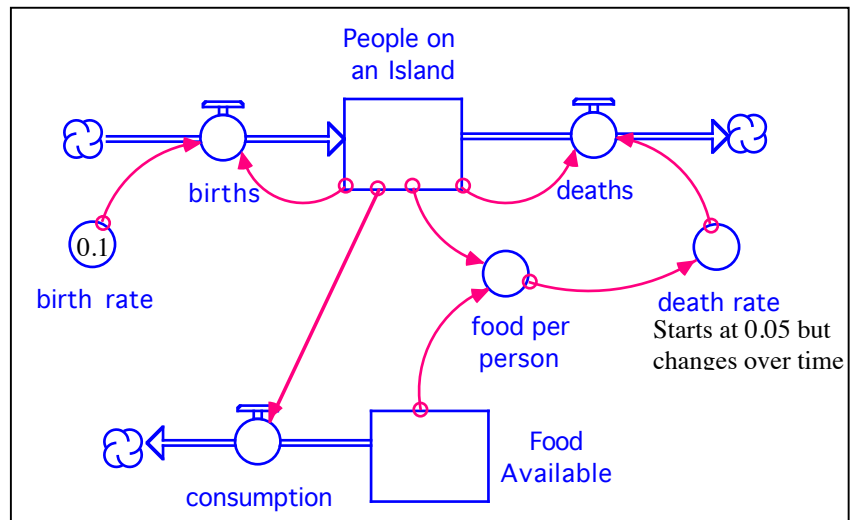 People on
an Island
births
deaths
0.1
birth rate
food per
person
death rate
Starts at 0.05 but
changes over time
Food
Available
consumption